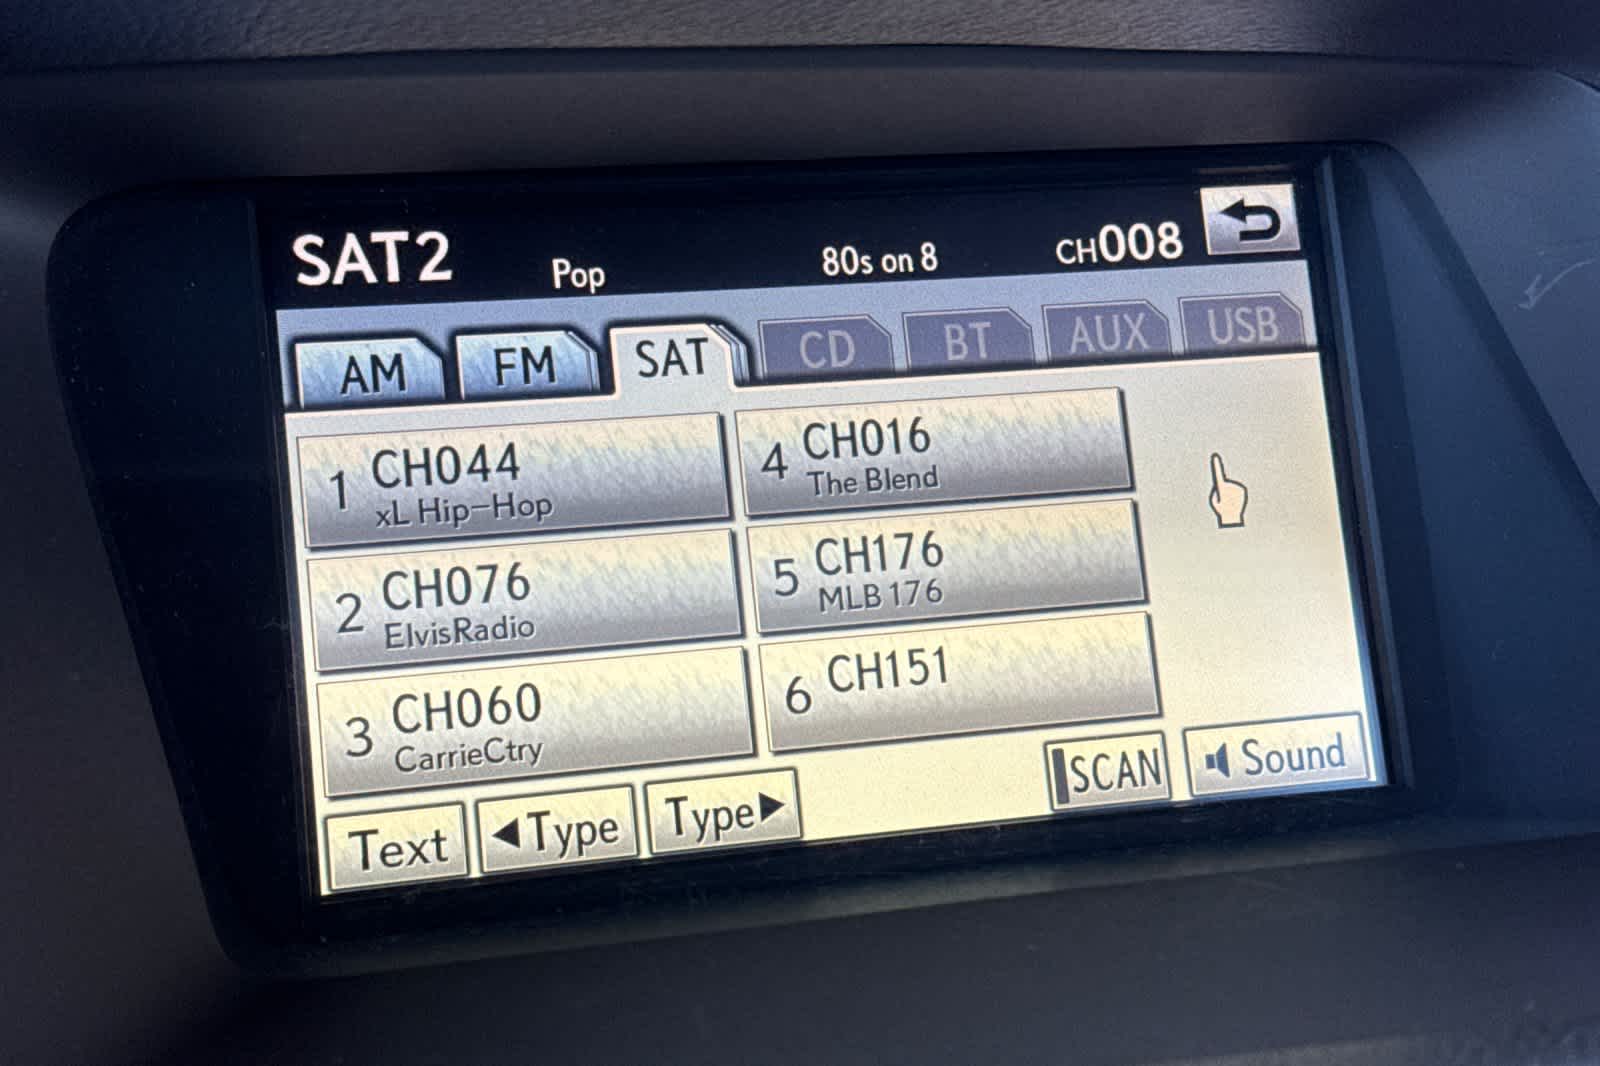 SAT2
Pop
80s on 8
CH008
AM
FM
SAT
CD
BT
AUX
USB
1 CH044
xL Hip-Hop
2 CH076
ElvisRadio
3 CH060
CarrieCtry
4 CH016
The Blend
5 CH176
MLB 176
6 CH151
Text
◀Type
Type▶
SCAN
Sound